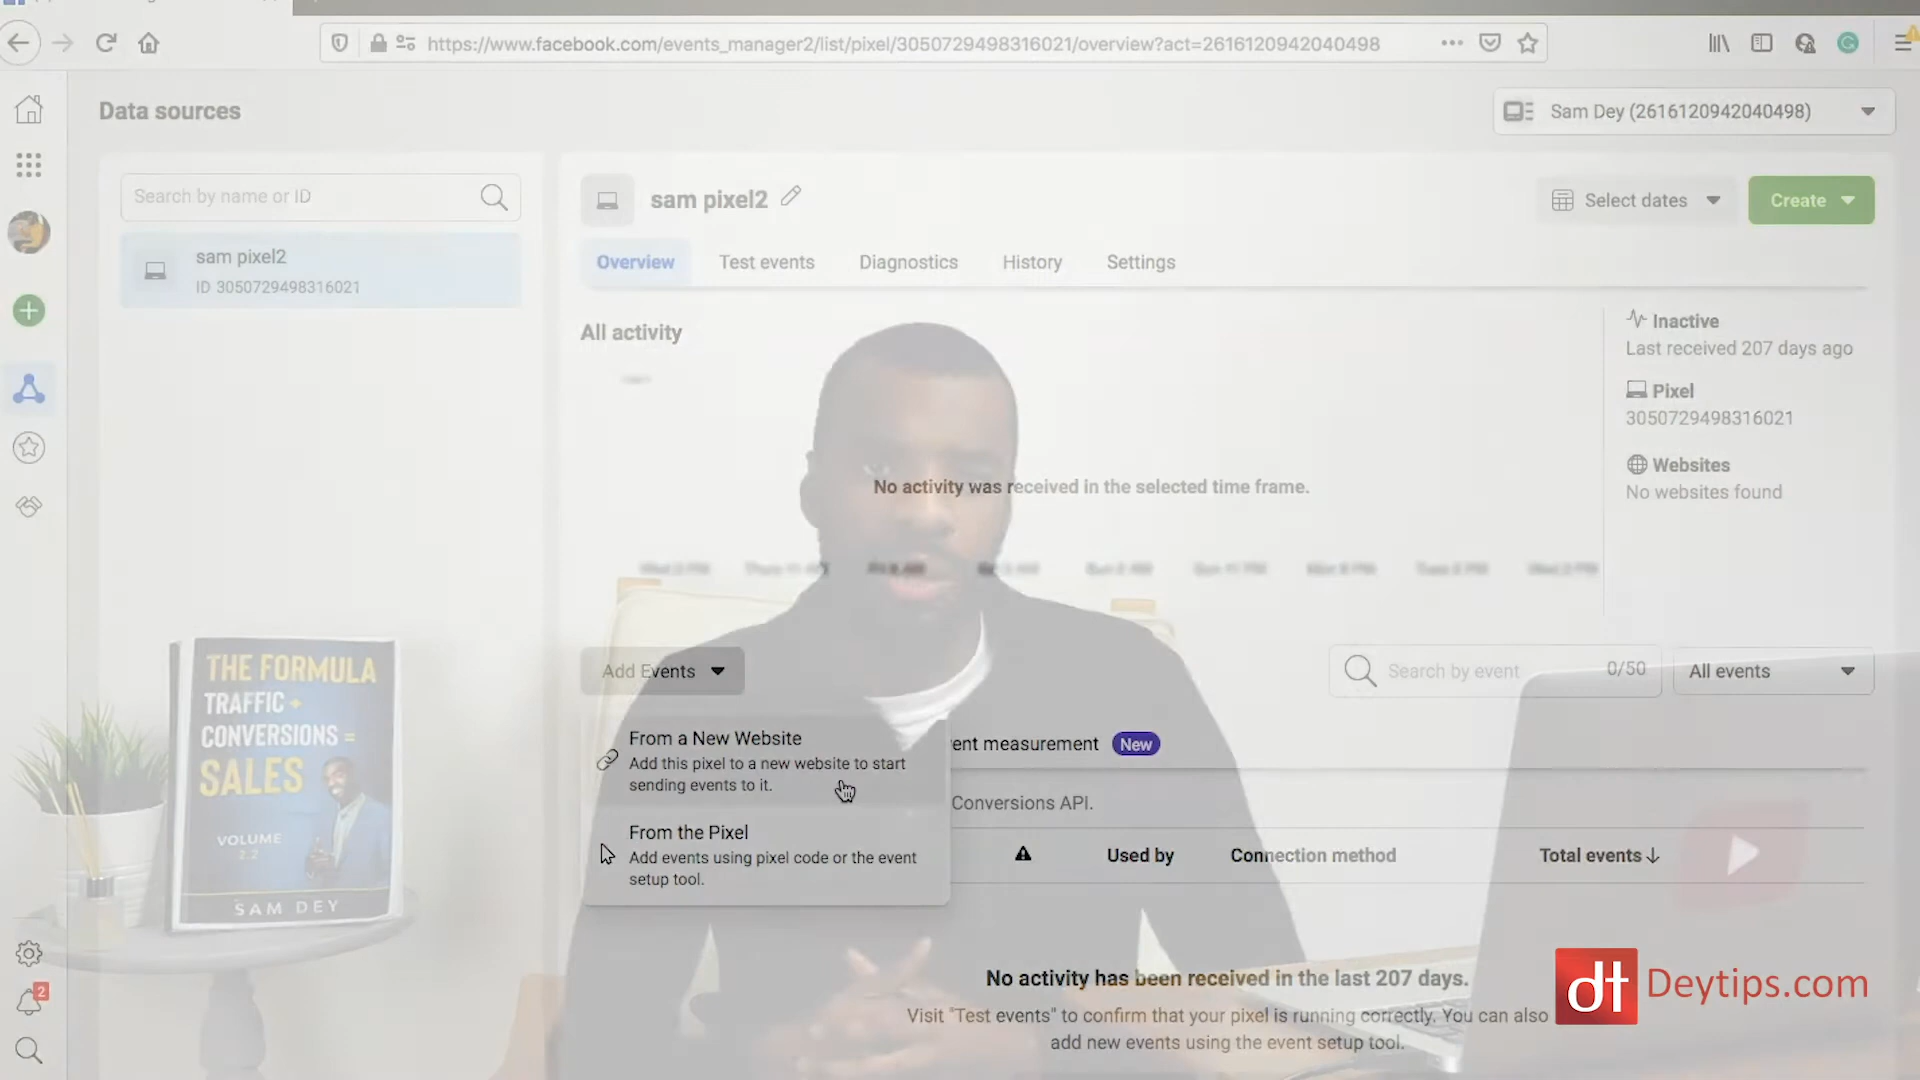 https://www.facebook.com/events_manager2/list/pixel/3050729498316021/overview?act=2616120942040498
Data sources
Sam Dey (2616120942040498)
Search by name or ID
sam pixel2
ID 3050729498316021
sam pixel2
Select dates
Create
Overview
Test events
Diagnostics
History
Settings
All activity
Inactive
Last received 207 days ago
Pixel
3050729498316021
Websites
No websites found
No activity was received in the selected time frame.
Add Events
Search by event
0/50
All events
From a New Website
Add this pixel to a new website to start
sending events to it.
From the Pixel
Add events using pixel code or the event
setup tool.
ent measurement
New
Conversions API.
Used by
Connection method
Total events
No activity has been received in the last 207 days.
Visit "Test events" to confirm that your pixel is running correctly. You can also
add new events using the event setup tool.
THE FORMULA
TRAFFIC +
CONVERSIONS =
SALES
VOLUME
2.2
SAM DEY
2
dt
Deytips.com